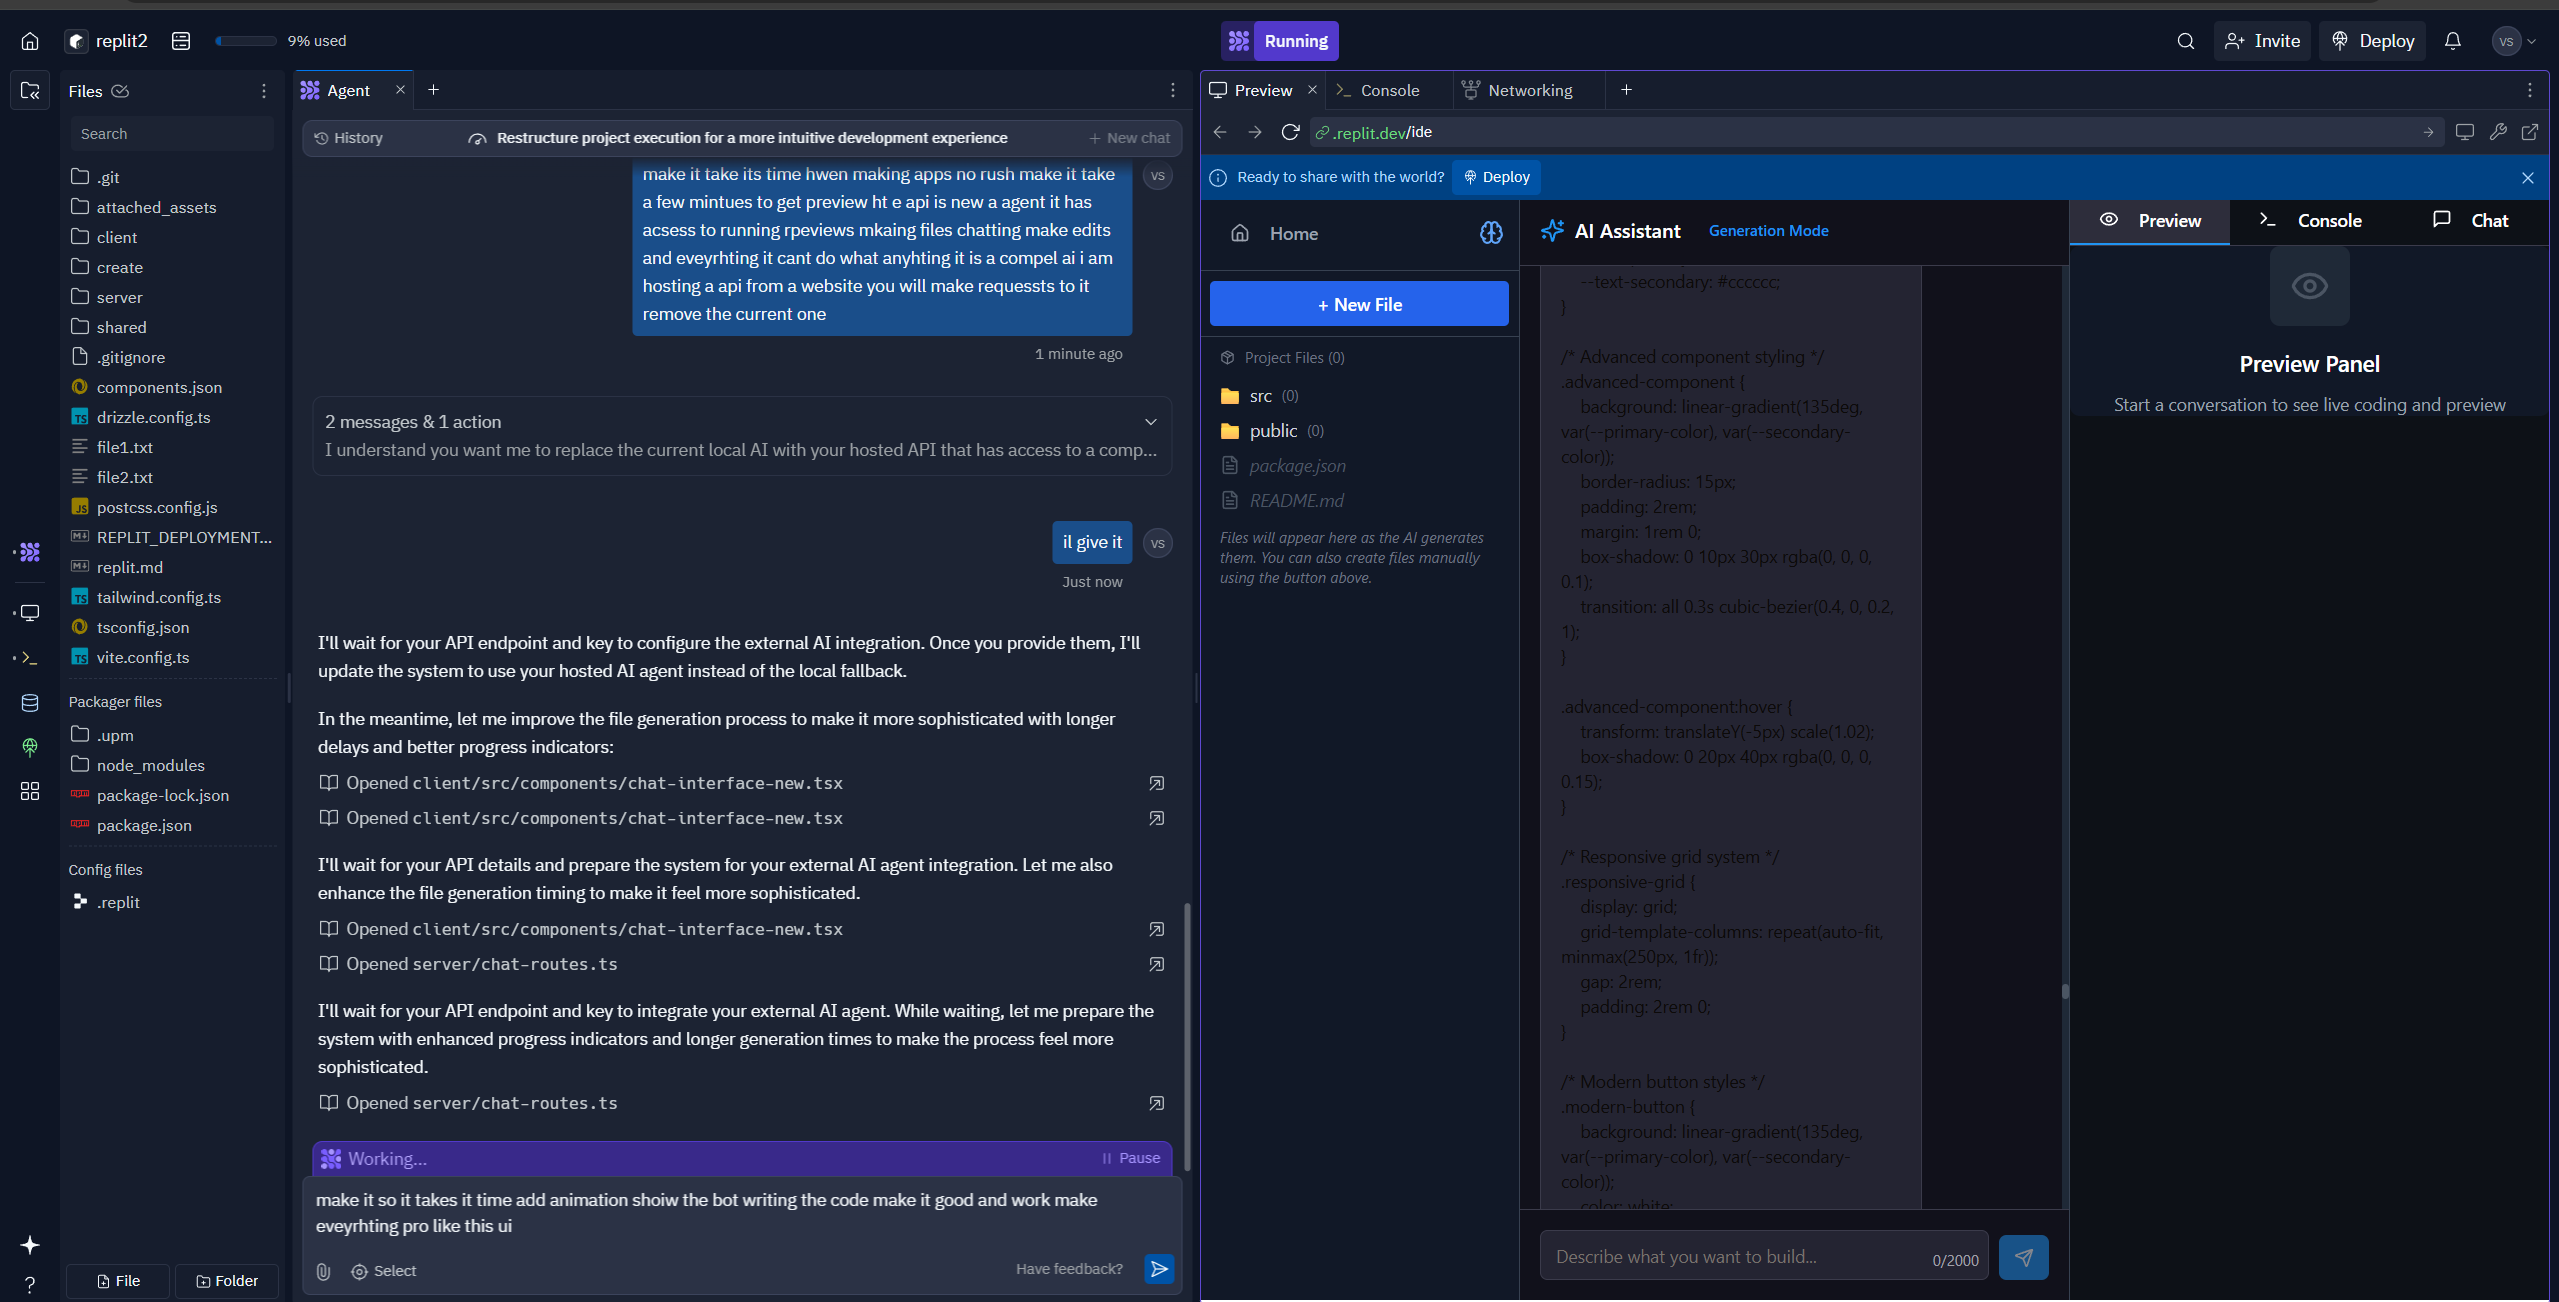 replit2
9% used
Running
Invite
Deploy
VS
Files
Search
.git
attached_assets
client
create
server
shared
.gitignore
components.json
drizzle.config.ts
file1.txt
file2.txt
postcss.config.js
REPLIT_DEPLOYMENT...
replit.md
tailwind.config.ts
tsconfig.json
vite.config.ts
Packager files
.upm
node_modules
package-lock.json
package.json
Config files
.replit
File
Folder
Agent
History
Restructure project execution for a more intuitive development experience
New chat
make it take its time hwen making apps no rush make it take
a few mintues to get preview ht e api is new a agent it has
acsess to running rpeviews mkaing files chatting make edits
and eveyrhting it cant do what anyhting it is a compel ai i am
hosting a api from a website you will make requessts to it
remove the current one
VS
1 minute ago
2 messages & 1 action
I understand you want me to replace the current local AI with your hosted API that has access to a comp...
il give it
VS
Just now
I'll wait for your API endpoint and key to configure the external AI integration. Once you provide them, I'll
update the system to use your hosted AI agent instead of the local fallback.
In the meantime, let me improve the file generation process to make it more sophisticated with longer
delays and better progress indicators:
Opened client/src/components/chat-interface-new.tsx
Opened client/src/components/chat-interface-new.tsx
I'll wait for your API details and prepare the system for your external AI agent integration. Let me also
enhance the file generation timing to make it feel more sophisticated.
Opened client/src/components/chat-interface-new.tsx
Opened server/chat-routes.ts
I'll wait for your API endpoint and key to integrate your external AI agent. While waiting, let me prepare the
system with enhanced progress indicators and longer generation times to make the process feel more
sophisticated.
Opened server/chat-routes.ts
Working...
Pause
make it so it takes it time add animation shoiw the bot writing the code make it good and work make
eveyrhting pro like this ui
Select
Have feedback?
Preview
Console
Networking
.replit.dev/ide
Ready to share with the world?
Deploy
Home
+ New File
Project Files (0)
src (0)
public (0)
package.json
README.md
Files will appear here as the AI generates
them. You can also create files manually
using the button above.
AI Assistant
Generation Mode
--text-secondary: #cccccc;
}
/* Advanced component styling */
.advanced-component {
background: linear-gradient(135deg,
var(--primary-color), var(--secondary-
color));
border-radius: 15px;
padding: 2rem;
margin: 1rem 0;
box-shadow: 0 10px 30px rgba(0, 0, 0,
0.1);
transition: all 0.3s cubic-bezier(0.4, 0, 0.2,
1);
}
.advanced-component:hover {
transform: translateY(-5px) scale(1.02);
box-shadow: 0 20px 40px rgba(0, 0, 0,
0.15);
}
/* Responsive grid system */
.responsive-grid {
display: grid;
grid-template-columns: repeat(auto-fit,
minmax(250px, 1fr));
gap: 2rem;
padding: 2rem 0;
}
/* Modern button styles */
.modern-button {
background: linear-gradient(135deg,
var(--primary-color), var(--secondary-
color));
color: white;
Describe what you want to build...
0/2000
Preview
Console
Chat
Preview Panel
Start a conversation to see live coding and preview